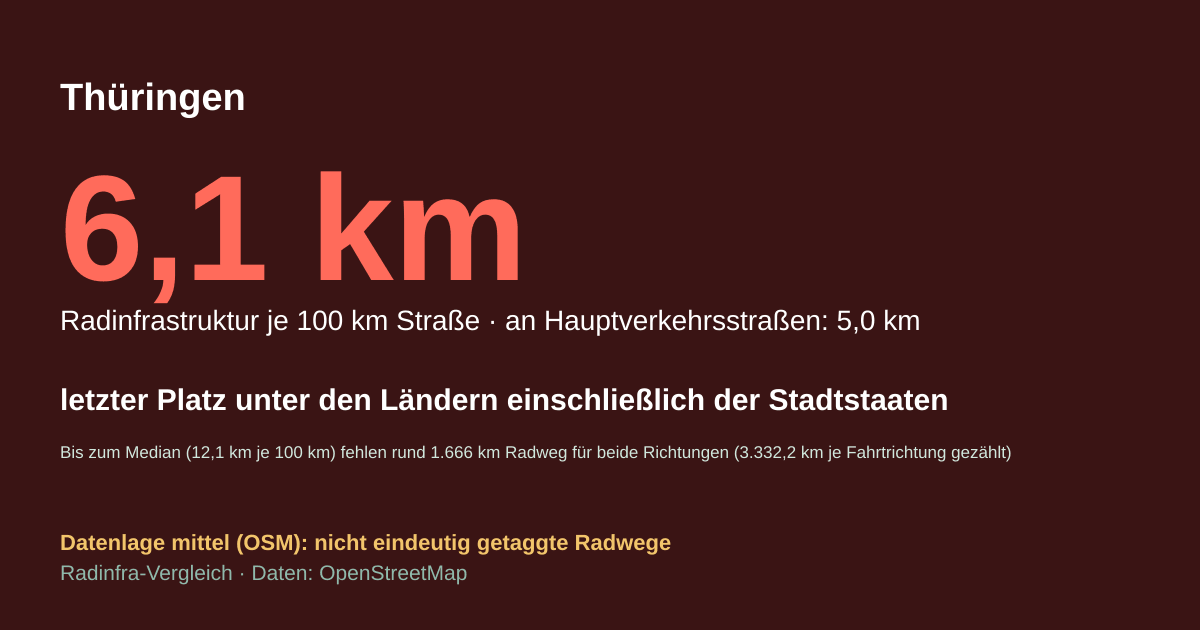 Thüringen
6,1 km
Radinfrastruktur je 100 km Straße · an Hauptverkehrsstraßen: 5,0 km
letzter Platz unter den Ländern einschließlich der Stadtstaaten
Bis zum Median (12,1 km je 100 km) fehlen rund 1.666 km Radweg für beide Richtungen (3.332,2 km je Fahrtrichtung gezählt)
Datenlage mittel (OSM): nicht eindeutig getaggte Radwege
Radinfra-Vergleich · Daten: OpenStreetMap